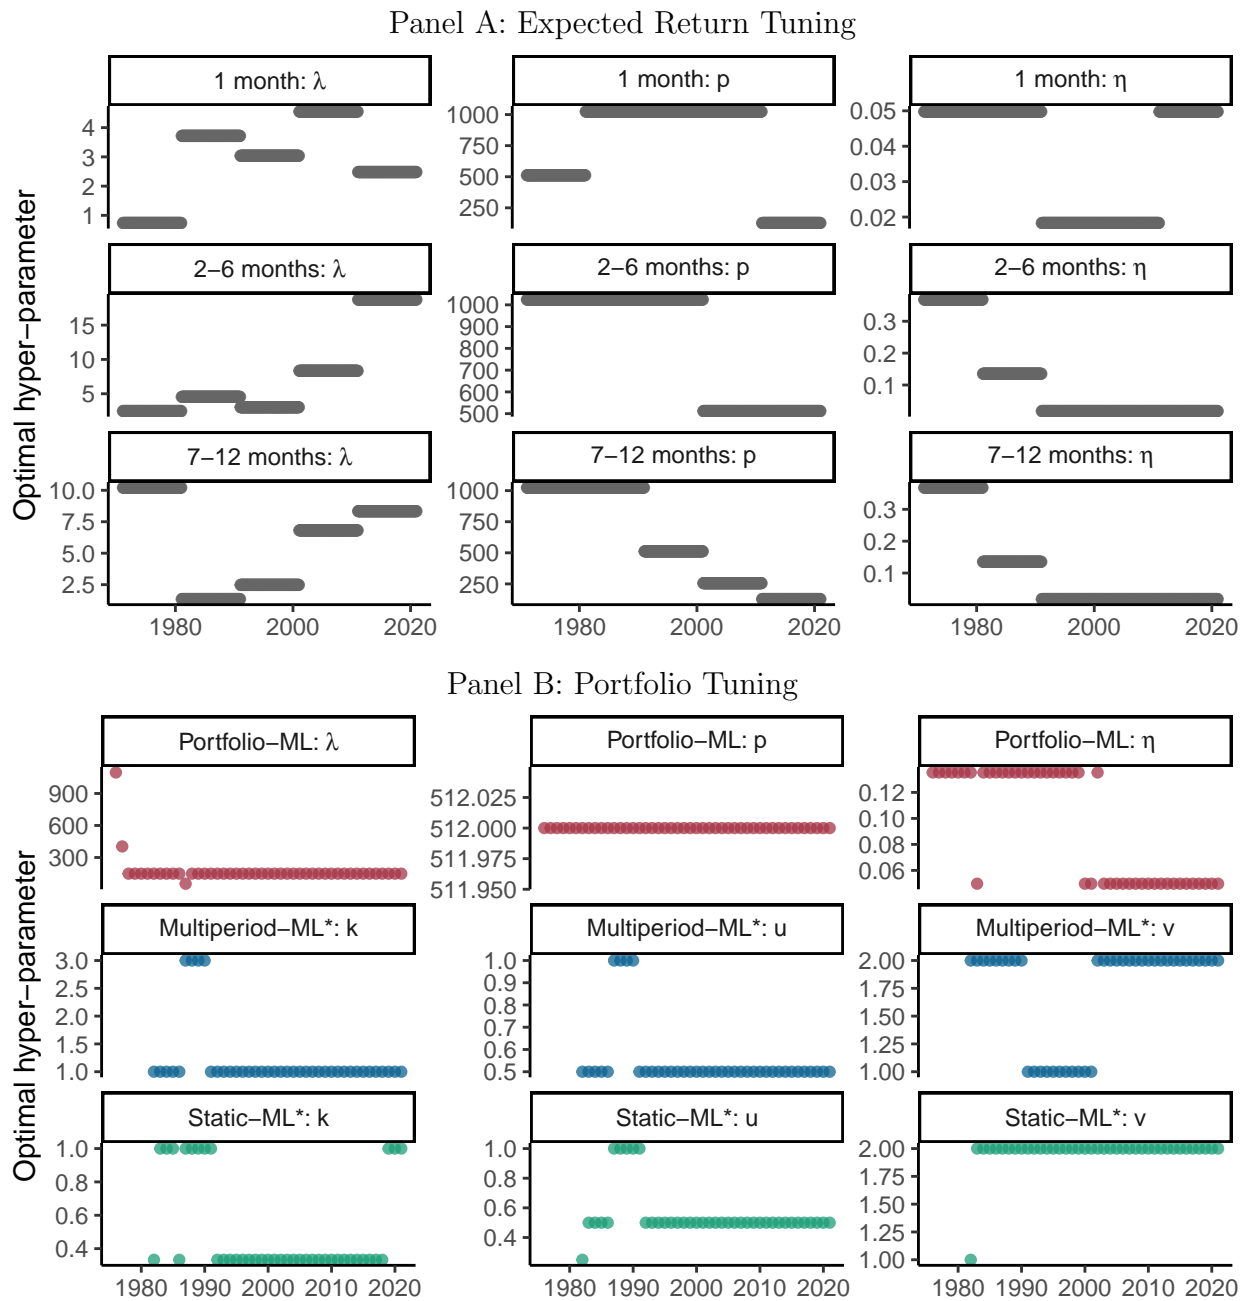 Panel A: Expected Return Tuning
Optimal hyper−parameter
1 month: λ
1 month: p
1 month: η
4
3
2
1
1000
750
500
250
0.05
0.04
0.03
0.02
2−6 months: λ
2−6 months: p
2−6 months: η
15
10
5
1000
900
800
700
600
500
0.3
0.2
0.1
7−12 months: λ
7−12 months: p
7−12 months: η
10.0
7.5
5.0
2.5
1000
750
500
250
0.3
0.2
0.1
1980 2000 2020
1980 2000 2020
1980 2000 2020
Panel B: Portfolio Tuning
Optimal hyper−parameter
Portfolio−ML: λ
Portfolio−ML: p
Portfolio−ML: η
900
600
300
512.025
512.000
511.975
511.950
0.12
0.10
0.08
0.06
Multiperiod−ML*: k
Multiperiod−ML*: u
Multiperiod−ML*: v
3.0
2.5
2.0
1.5
1.0
1.0
0.9
0.8
0.7
0.6
0.5
2.00
1.75
1.50
1.25
1.00
Static−ML*: k
Static−ML*: u
Static−ML*: v
1.0
0.8
0.6
0.4
1.0
0.8
0.6
0.4
2.00
1.75
1.50
1.25
1.00
1980 1990 2000 2010 2020
1980 1990 2000 2010 2020
1980 1990 2000 2010 2020